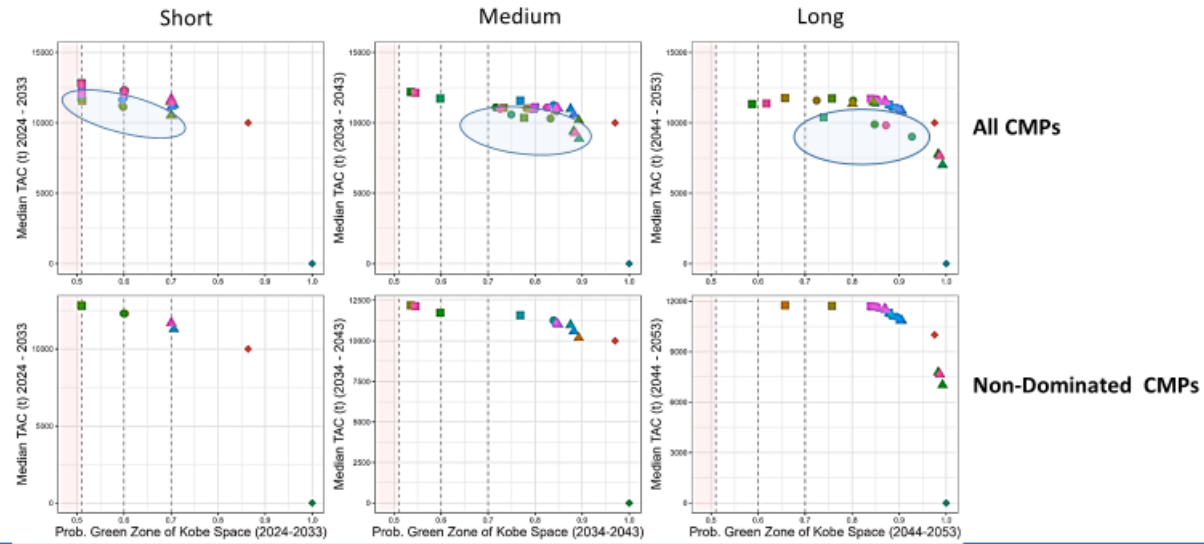 Short Medium Long
Median TAC (t) 2024 - 2033
15000
10000
5000
0
0.5 0.6 0.7 0.8 0.9 1.0
Median TAC (t) (2034 - 2043)
15000
10000
5000
0
0.5 0.6 0.7 0.8 0.9 1.0
Median TAC (t) (2044 - 2053)
15000
10000
5000
0
0.5 0.6 0.7 0.8 0.9 1.0
All CMPs
Median TAC (t) 2024 - 2033
10000
5000
0
0.5 0.6 0.7 0.8 0.9 1.0
Prob. Green Zone of Kobe Space (2024-2033)
Median TAC (t) (2034 - 2043)
12500
10000
7500
5000
2500
0
0.5 0.6 0.7 0.8 0.9 1.0
Prob. Green Zone of Kobe Space (2034-2043)
Median TAC (t) (2044 - 2053)
12000
9000
6000
3000
0
0.5 0.6 0.7 0.8 0.9 1.0
Prob. Green Zone of Kobe Space (2044-2053)
Non-Dominated CMPs